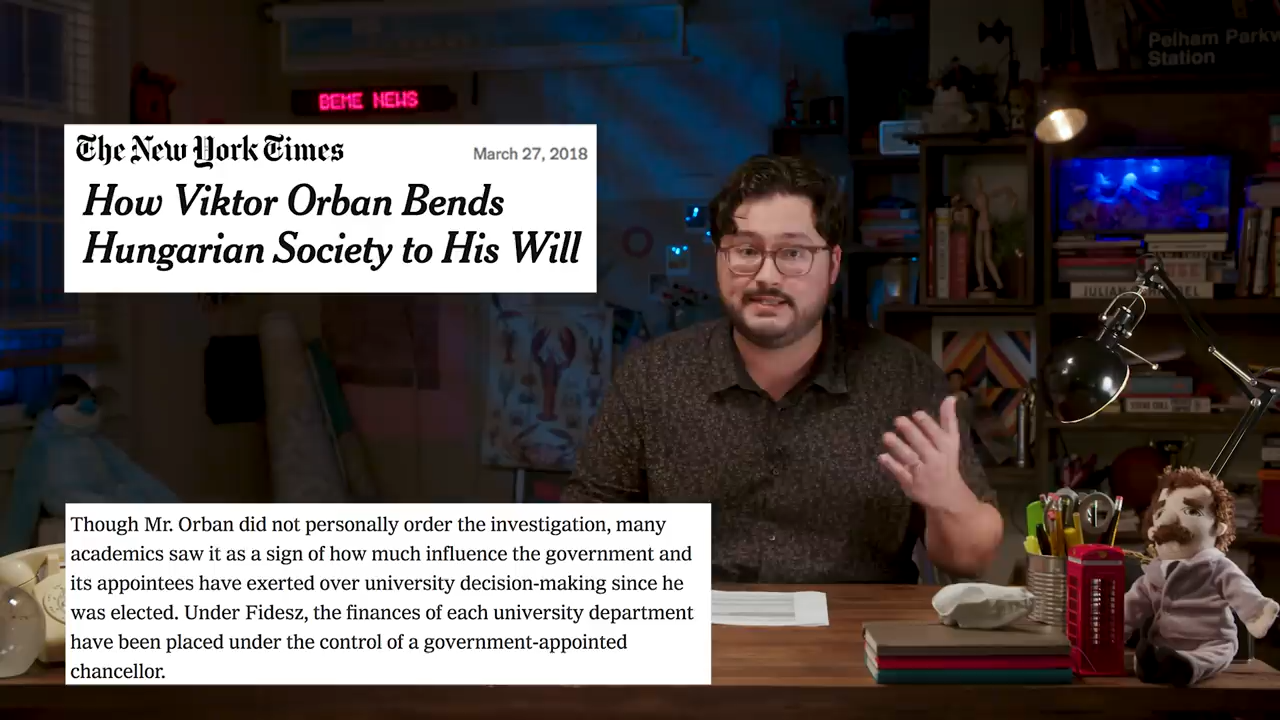 Pelham Parkw
Station
BEME NEWS
The New York Times
March 27, 2018
How Viktor Orban Bends
Hungarian Society to His Will
Though Mr. Orban did not personally order the investigation, many
academics saw it as a sign of how much influence the government and
its appointees have exerted over university decision-making since he
was elected. Under Fidesz, the finances of each university department
have been placed under the control of a government-appointed
chancellor.